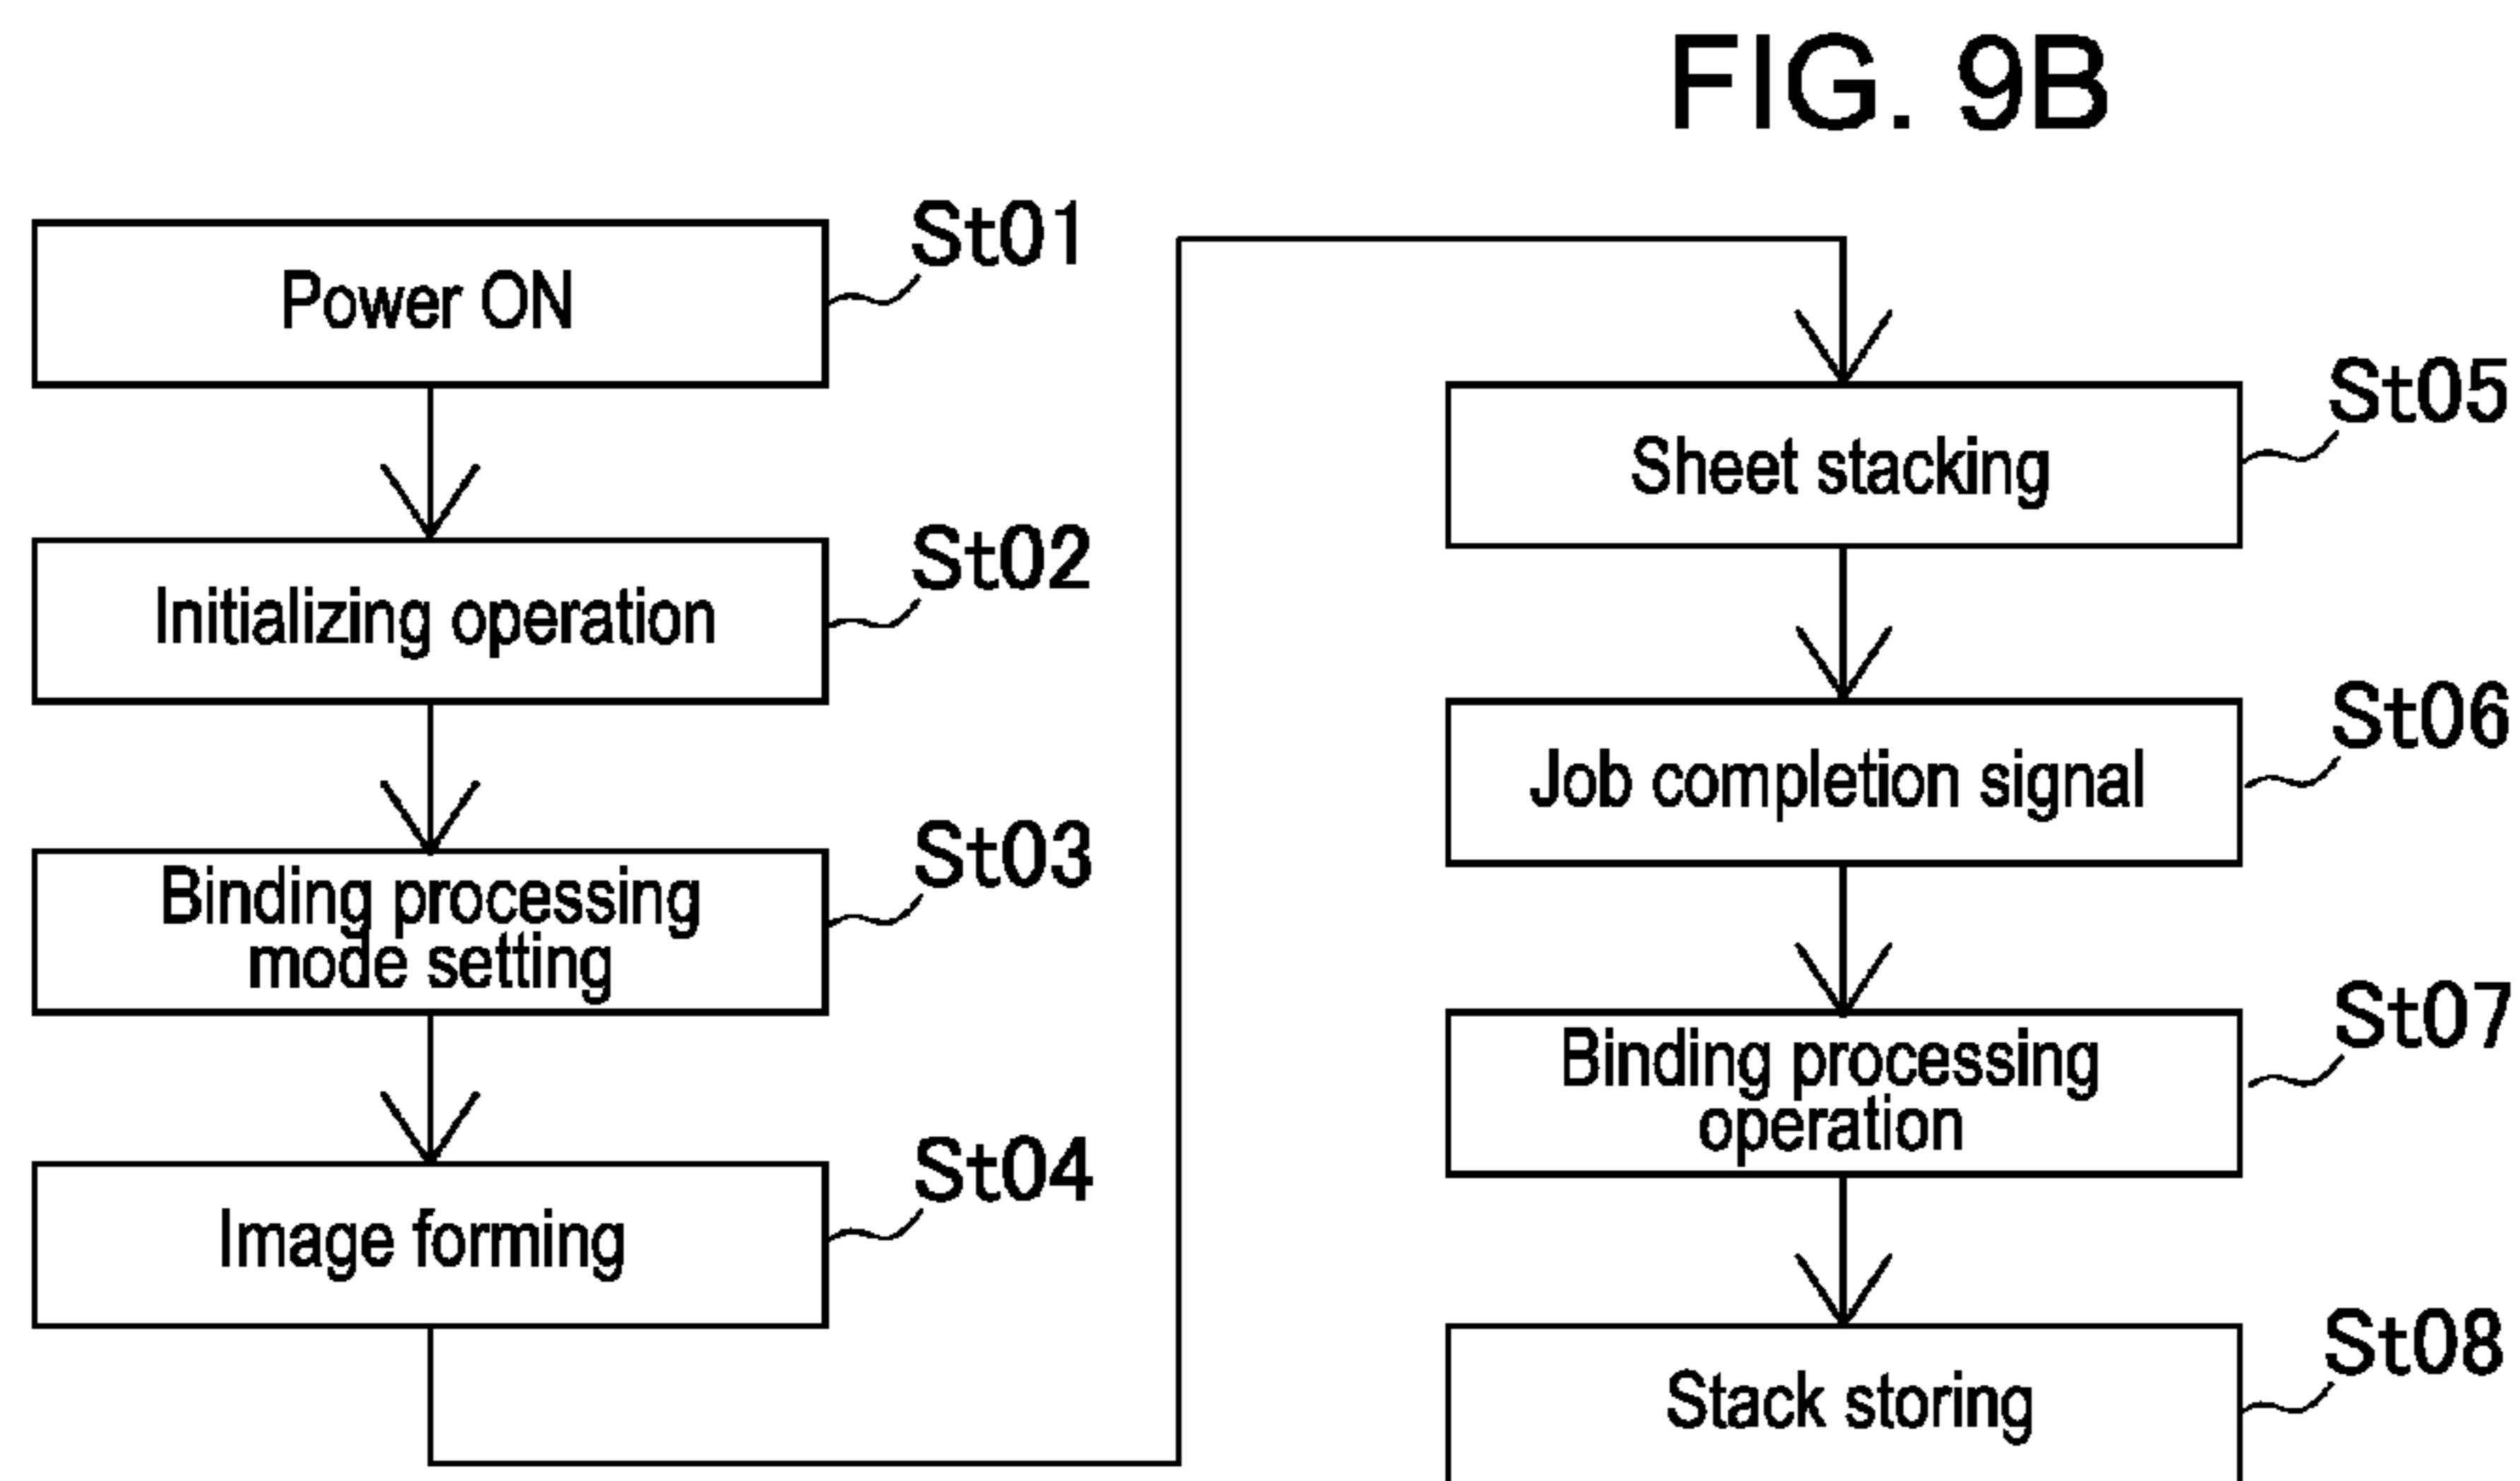 FIG. 9B
Power ON
St01
Initializing operation
St02
Binding processing
mode setting
St03
Image forming
St04
Sheet stacking
St05
Job completion signal
St06
Binding processing
operation
St07
Stack storing
St08